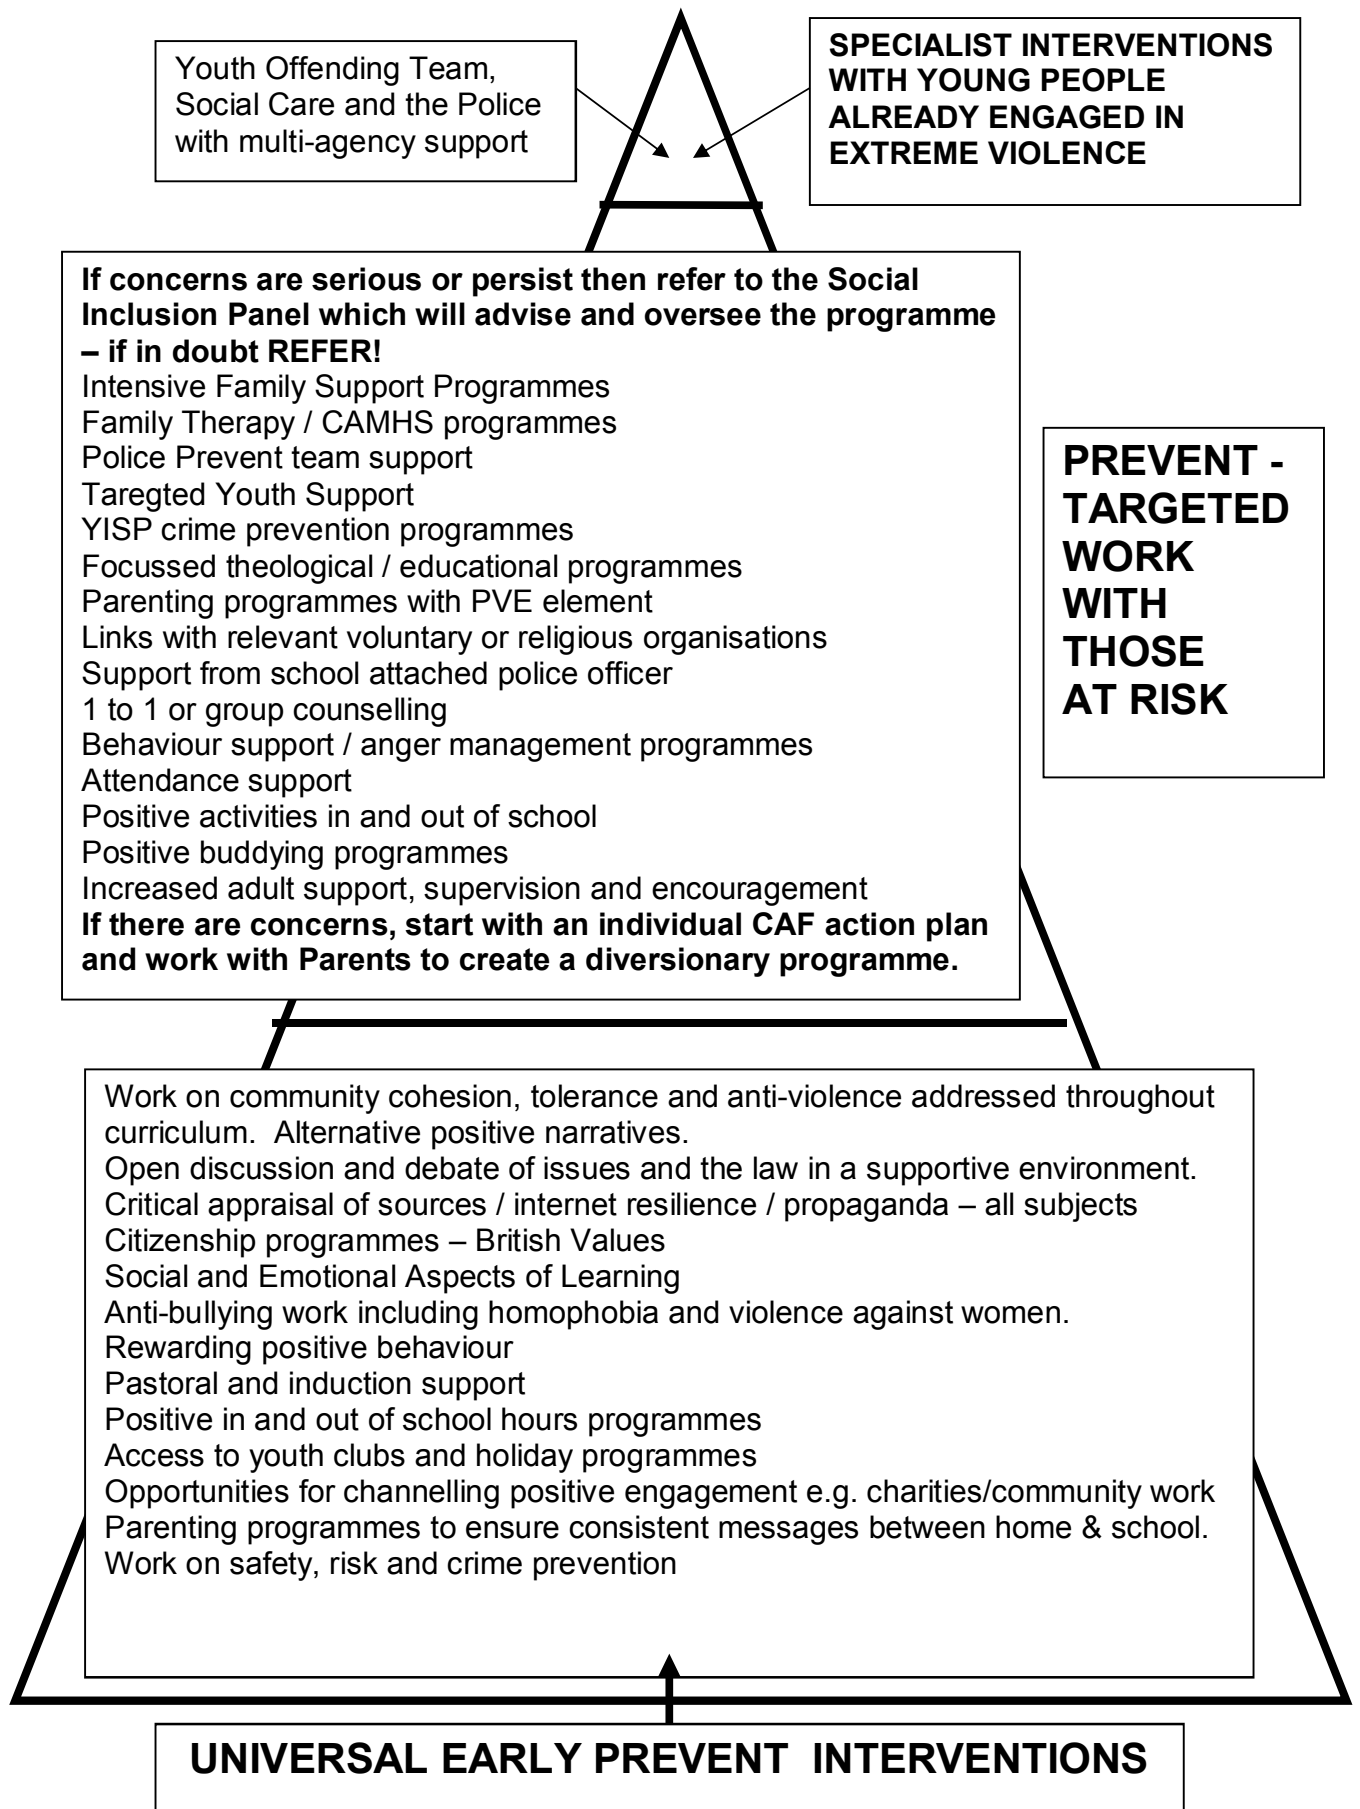 Youth Offending Team,
Social Care and the Police
with multi-agency support
SPECIALIST INTERVENTIONS
WITH YOUNG PEOPLE
ALREADY ENGAGED IN
EXTREME VIOLENCE
If concerns are serious or persist then refer to the Social
Inclusion Panel which will advise and oversee the programme
– if in doubt REFER!
Intensive Family Support Programmes
Family Therapy / CAMHS programmes
Police Prevent team support
Taregted Youth Support
YISP crime prevention programmes
Focussed theological / educational programmes
Parenting programmes with PVE element
Links with relevant voluntary or religious organisations
Support from school attached police officer
1 to 1 or group counselling
Behaviour support / anger management programmes
Attendance support
Positive activities in and out of school
Positive buddying programmes
Increased adult support, supervision and encouragement
If there are concerns, start with an individual CAF action plan
and work with Parents to create a diversionary programme.
PREVENT -
TARGETED
WORK
WITH
THOSE
AT RISK
Work on community cohesion, tolerance and anti-violence addressed throughout
curriculum.  Alternative positive narratives.
Open discussion and debate of issues and the law in a supportive environment.
Critical appraisal of sources / internet resilience / propaganda – all subjects
Citizenship programmes – British Values
Social and Emotional Aspects of Learning
Anti-bullying work including homophobia and violence against women.
Rewarding positive behaviour
Pastoral and induction support
Positive in and out of school hours programmes
Access to youth clubs and holiday programmes
Opportunities for channelling positive engagement e.g. charities/community work
Parenting programmes to ensure consistent messages between home & school.
Work on safety, risk and crime prevention
UNIVERSAL EARLY PREVENT  INTERVENTIONS